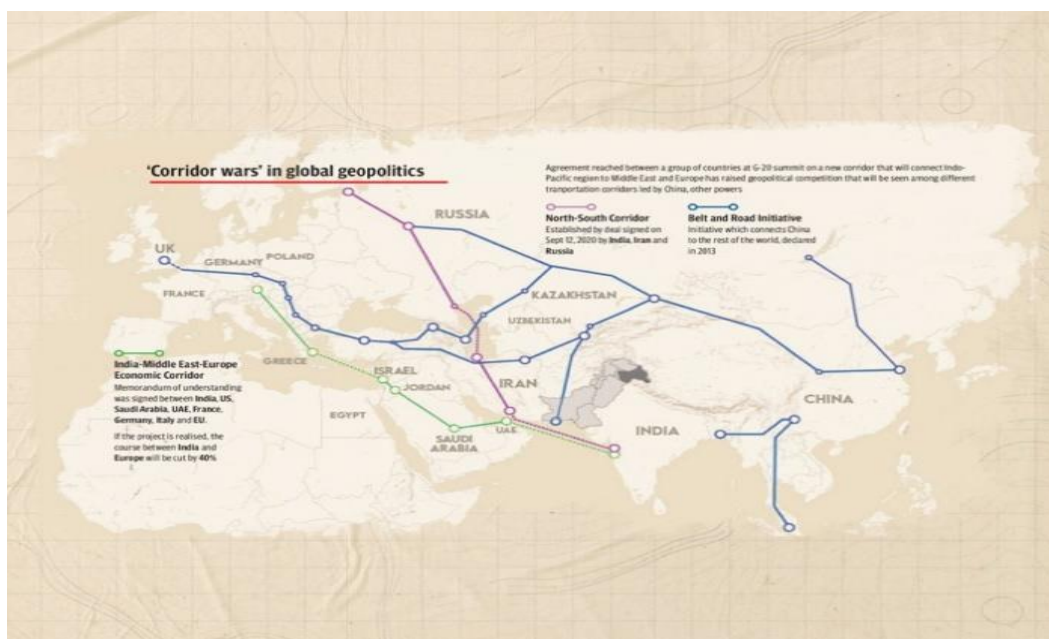 'Corridor wars' in global geopolitics
Agreement reached between a group of countries at G-20 summit on a new corridor that will connect Indo-
Pacific region to Middle East and Europe has raised geopolitical competition that will be seen among different
tranportation corridors led by China, other powers
North-South Corridor
Established by deal signed on
Sept 12, 2020 by India, Iran and
Russia
Belt and Road Initiative
Initiative which connects China
to the rest of the world, declared
in 2013
RUSSIA
UK
GERMANY
POLAND
FRANCE
KAZAKHSTAN
UZBEKISTAN
GREECE
ISRAEL
JORDAN
IRAN
EGYPT
SAUDI
ARABIA
UAE
INDIA
CHINA
India-Middle East-Europe
Economic Corridor
Memorandum of understanding
was signed between India, US,
Saudi Arabia, UAE, France,
Germany, Italy and EU.
If the project is realised, the
course between India and
Europe will be cut by 40%